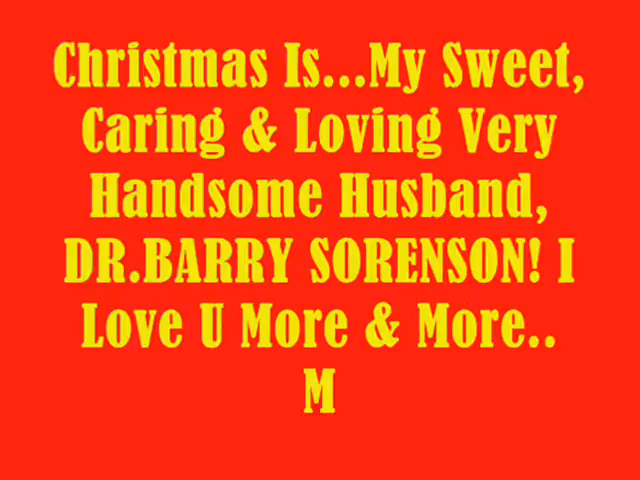 Christmas Is...My Sweet,
Caring & Loving Very
Handsome Husband,
DR.BARRY SORENSON! I
Love U More & More..
M